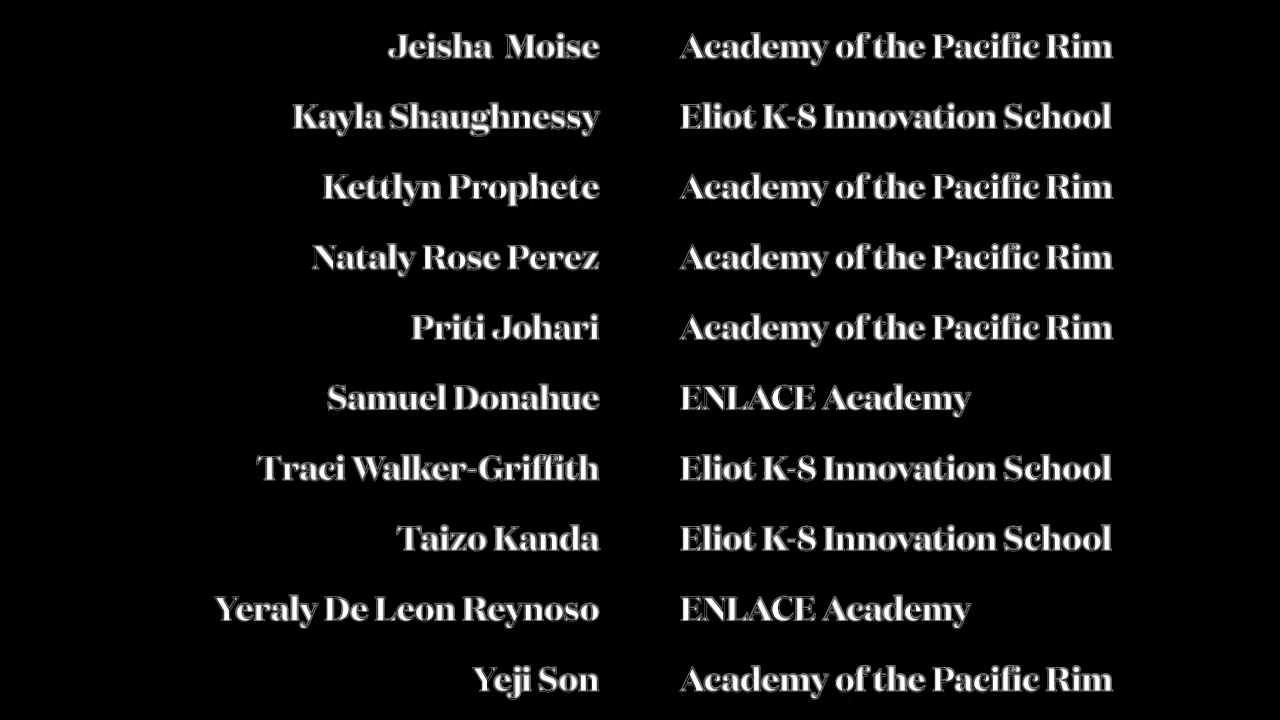 Jeisha  Moise Academy of the Pacific Rim
Kayla Shaughnessy Eliot K-8 Innovation School
Kettlyn Prophete Academy of the Pacific Rim
Nataly Rose Perez Academy of the Pacific Rim
Priti Johari Academy of the Pacific Rim
Samuel Donahue ENLACE Academy
Traci Walker-Griffith Eliot K-8 Innovation School
Taizo Kanda Eliot K-8 Innovation School
Yeraly De Leon Reynoso ENLACE Academy
Yeji Son Academy of the Pacific Rim